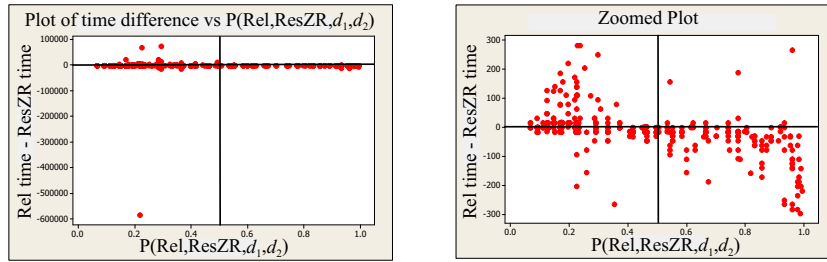 Plot of time difference vs P(Rel,ResZR,d₁,d₂)
Rel time - ResZR time
100000
0
-100000
-200000
-300000
-400000
-500000
-600000
0.0 0.2 0.4 0.6 0.8 1.0
P(Rel,ResZR,d₁,d₂)
Zoomed Plot
Rel time - ResZR time
300
200
100
0
-100
-200
-300
0.0 0.2 0.4 0.6 0.8 1.0
P(Rel,ResZR,d₁,d₂)